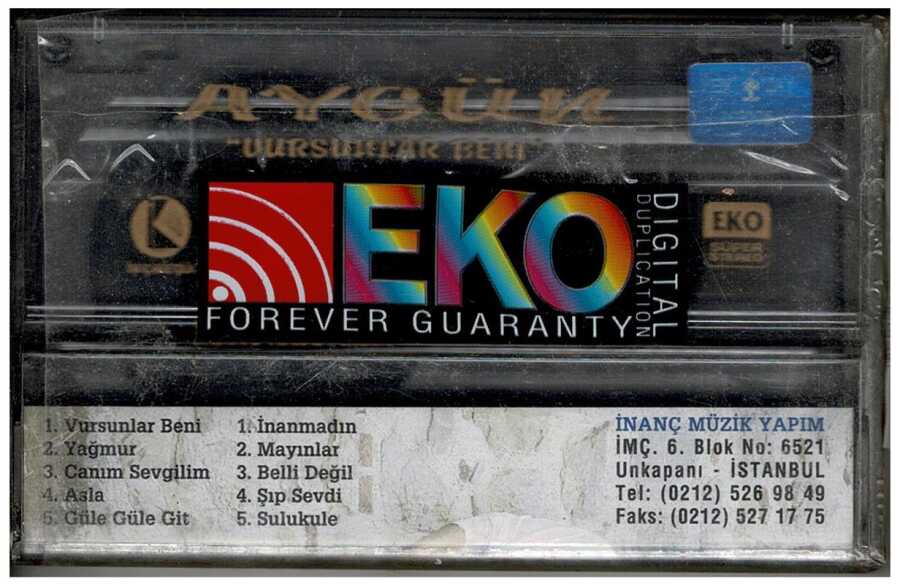 AYGÜN
"VURSUNLAR BENİ"
EKO
DIGITAL
DUPLICATION
FOREVER GUARANTY
EKO
SÜPER
STEREO
1. Vursunlar Beni
2. Yağmur
3. Canım Sevgilim
4. Asla
5. Güle Güle Git
1. İnanmadın
2. Mayınlar
3. Belli Değil
4. Şıp Sevdi
5. Sulukule
İNANÇ MÜZİK YAPIM
İMÇ. 6. Blok No: 6521
Unkapanı - İSTANBUL
Tel: (0212) 526 98 49
Faks: (0212) 527 17 75